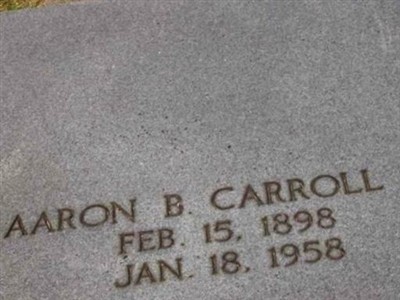 AARON B. CARROLL
FEB. 15, 1898
JAN. 18, 1958